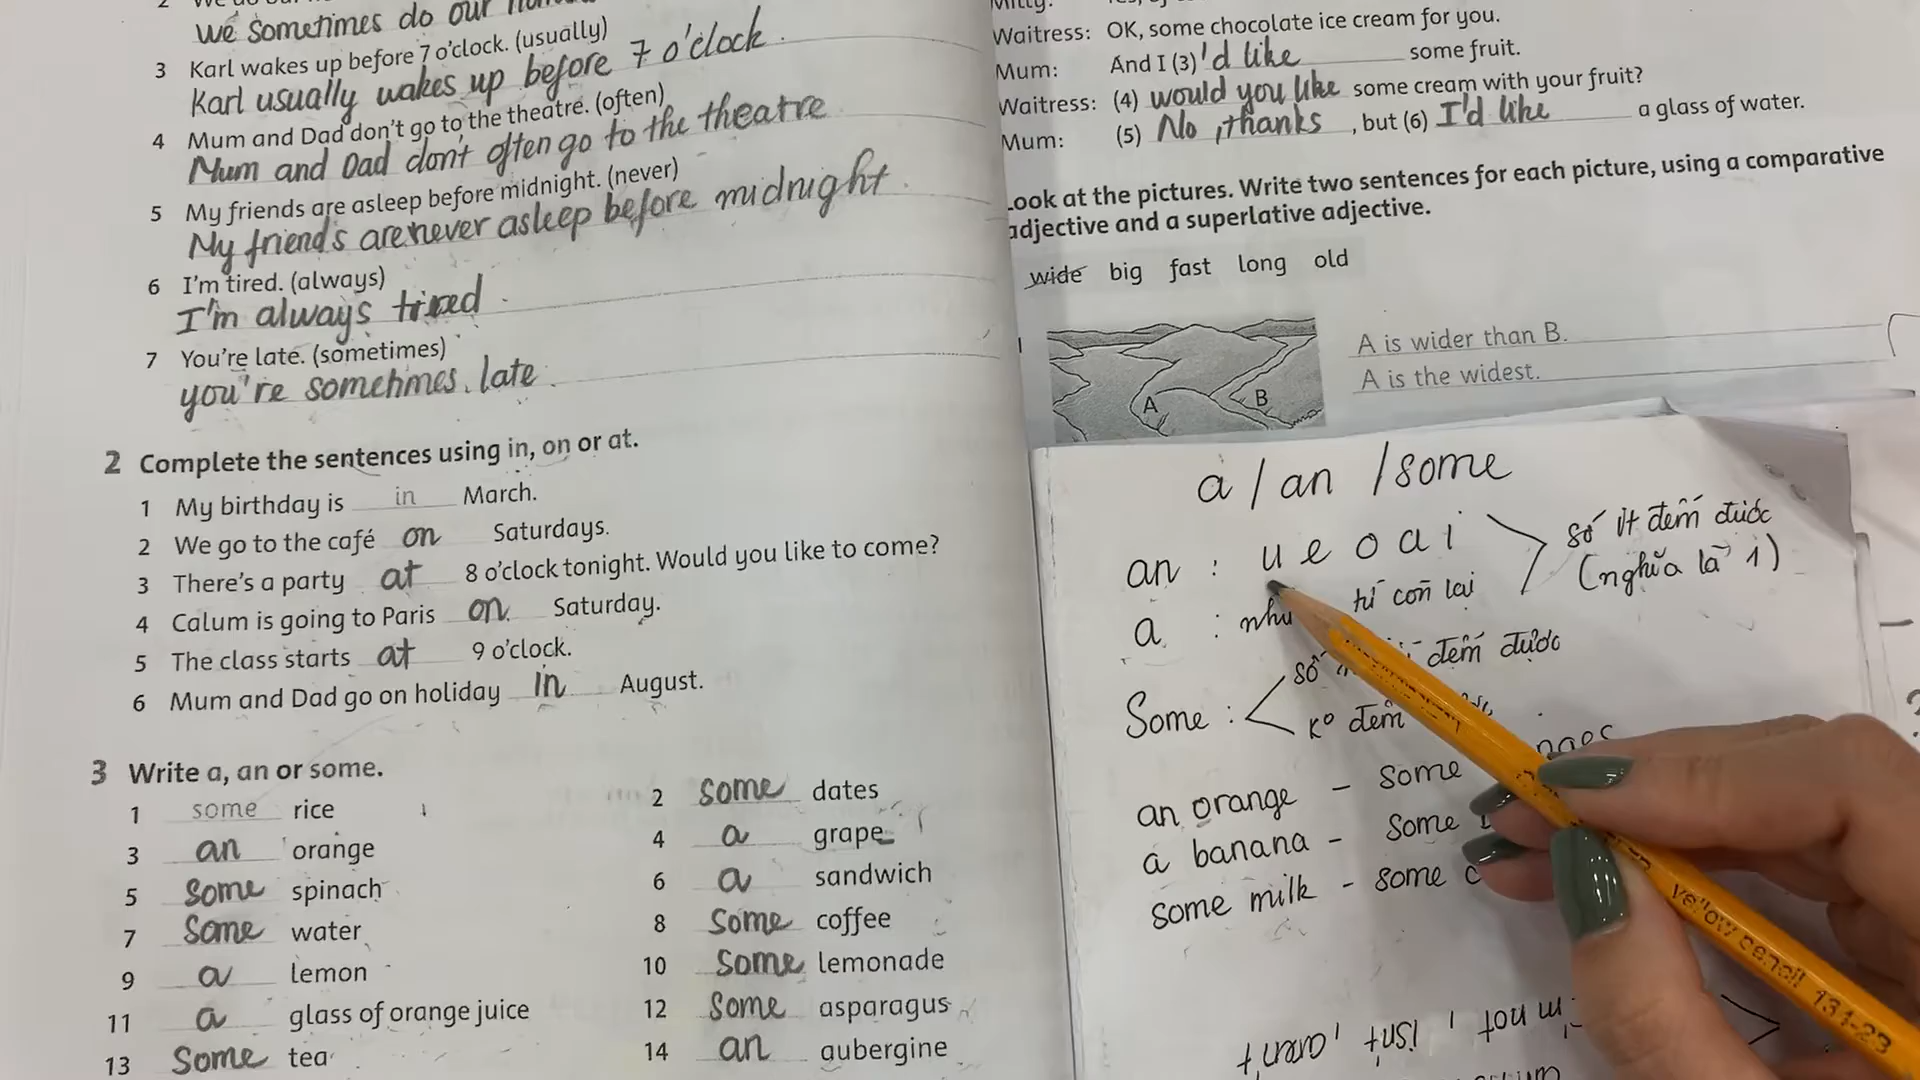 we sometimes do our
3 Karl wakes up before 7 o'clock. (usually)
Karl usually wakes up before 7 o'clock.
4 Mum and Dad don't go to the theatre. (often)
Mum and Dad don't often go to the theatre
5 My friends are asleep before midnight. (never)
My friends are never asleep before midnight.
6 I'm tired. (always)
I'm always tired.
7 You're late. (sometimes)
you're sometimes late.
2 Complete the sentences using in, on or at.
1 My birthday is in March.
2 We go to the café on Saturdays.
3 There's a party at 8 o'clock tonight. Would you like to come?
4 Calum is going to Paris on Saturday.
5 The class starts at 9 o'clock.
6 Mum and Dad go on holiday in August.
3 Write a, an or some.
1 some rice
2 some dates
3 an orange
4 a grape
5 some spinach
6 a sandwich
7 Some water
8 Some coffee
9 a lemon
10 Some lemonade
11 a glass of orange juice
12 Some asparagus
13 Some tea
14 an aubergine
Waitress: OK, some chocolate ice cream for you.
Mum: And I (3) 'd like some fruit.
Waitress: (4) would you like some cream with your fruit?
Mum: (5) No, thanks, but (6) I'd like a glass of water.
Look at the pictures. Write two sentences for each picture, using a comparative
adjective and a superlative adjective.
wide big fast long old
1
A B
A is wider than B.
A is the widest.
a / an / some
an : u e o a i
số ít đếm được
(nghĩa là 1)
a : từ còn lại
Some : số đếm được
k° đếm
an orange - some
a banana - some
some milk - some
I'm not, isn't, aren't
yellow pencil 134-23